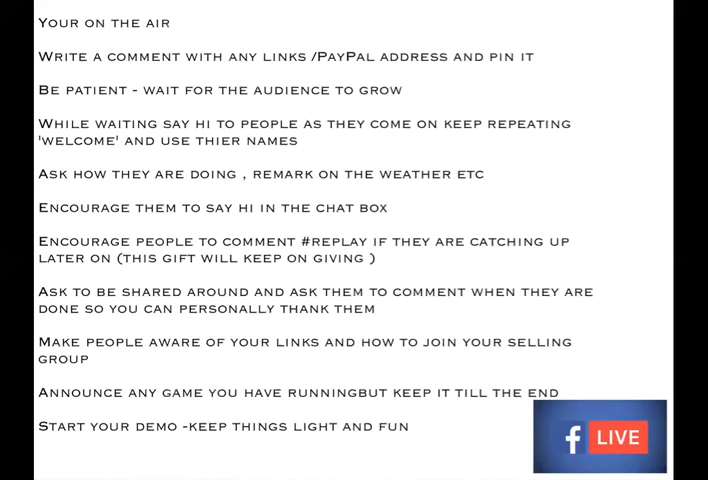 Your on the air
Write a comment with any links /PayPal address and pin it
Be patient - wait for the audience to grow
While waiting say hi to people as they come on keep repeating
'welcome' and use thier names
Ask how they are doing , remark on the weather etc
Encourage them to say hi in the chat box
Encourage people to comment #replay if they are catching up
later on (this gift will keep on giving )
Ask to be shared around and ask them to comment when they are
done so you can personally thank them
Make people aware of your links and how to join your selling
group
Announce any game you have runningbut keep it till the end
Start your demo -keep things light and fun
f LIVE